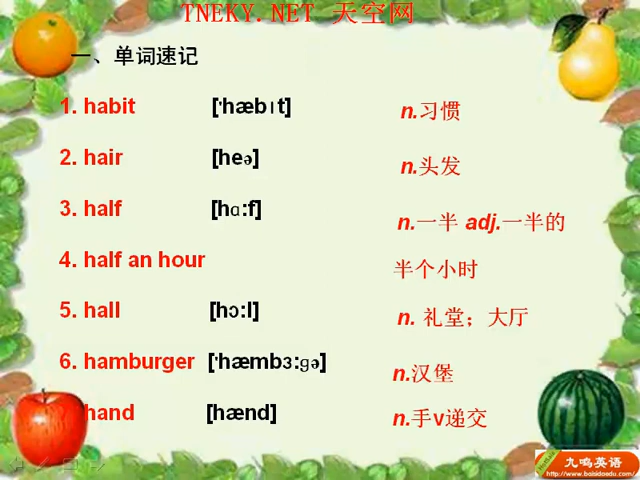 TNEKY.NET 天空网
一、单词速记
1. habit ['hæbɪt] n.习惯
2. hair [heə] n.头发
3. half [hɑ:f] n.一半 adj.一半的
4. half an hour 半个小时
5. hall [hɔ:l] n. 礼堂；大厅
6. hamburger ['hæmbɜ:gə] n.汉堡
hand [hænd] n.手v递交
九鸣英语